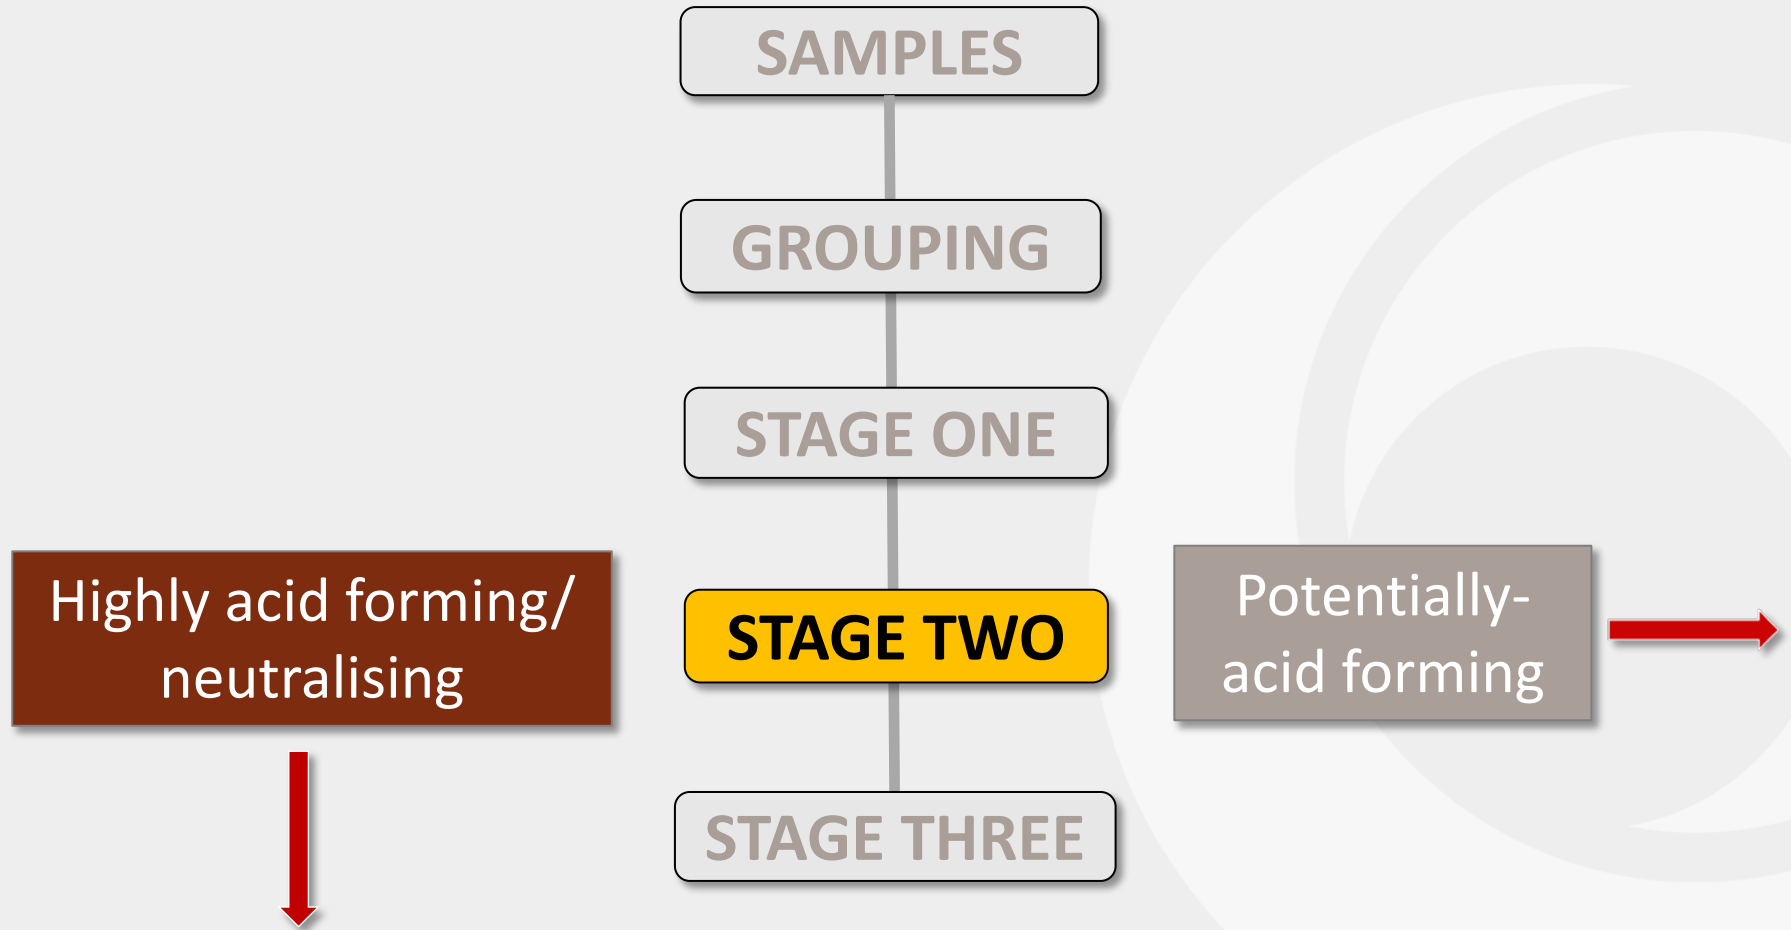 SAMPLES
GROUPING
STAGE ONE
Highly acid forming/
neutralising
STAGE TWO
Potentially-
acid forming
STAGE THREE